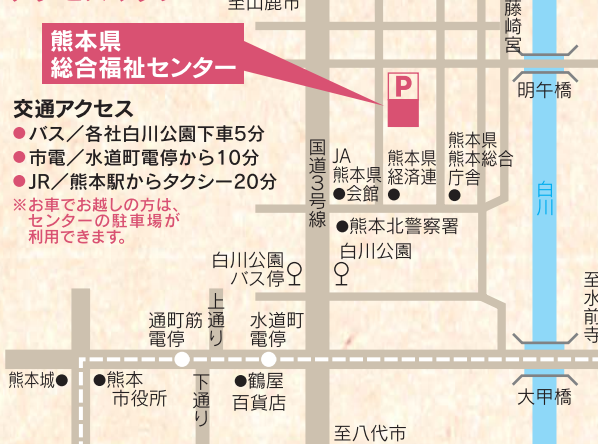 至山鹿市
藤崎宮
熊本県
総合福祉センター
P
明午橋
交通アクセス
●バス／各社白川公園下車5分
●市電／水道町電停から10分
●JR／熊本駅からタクシー20分
※お車でお越しの方は、
センターの駐車場が
利用できます。
国道3号線
JA
熊本県
●会館
熊本県
経済連
●
熊本県
熊本総合
庁舎
●
白川
●熊本北警察署
白川公園
白川公園
バス停
至水前寺
上通り
通町筋
電停
水道町
電停
熊本城●
●熊本
市役所
下通り
●鶴屋
百貨店
大甲橋
至八代市